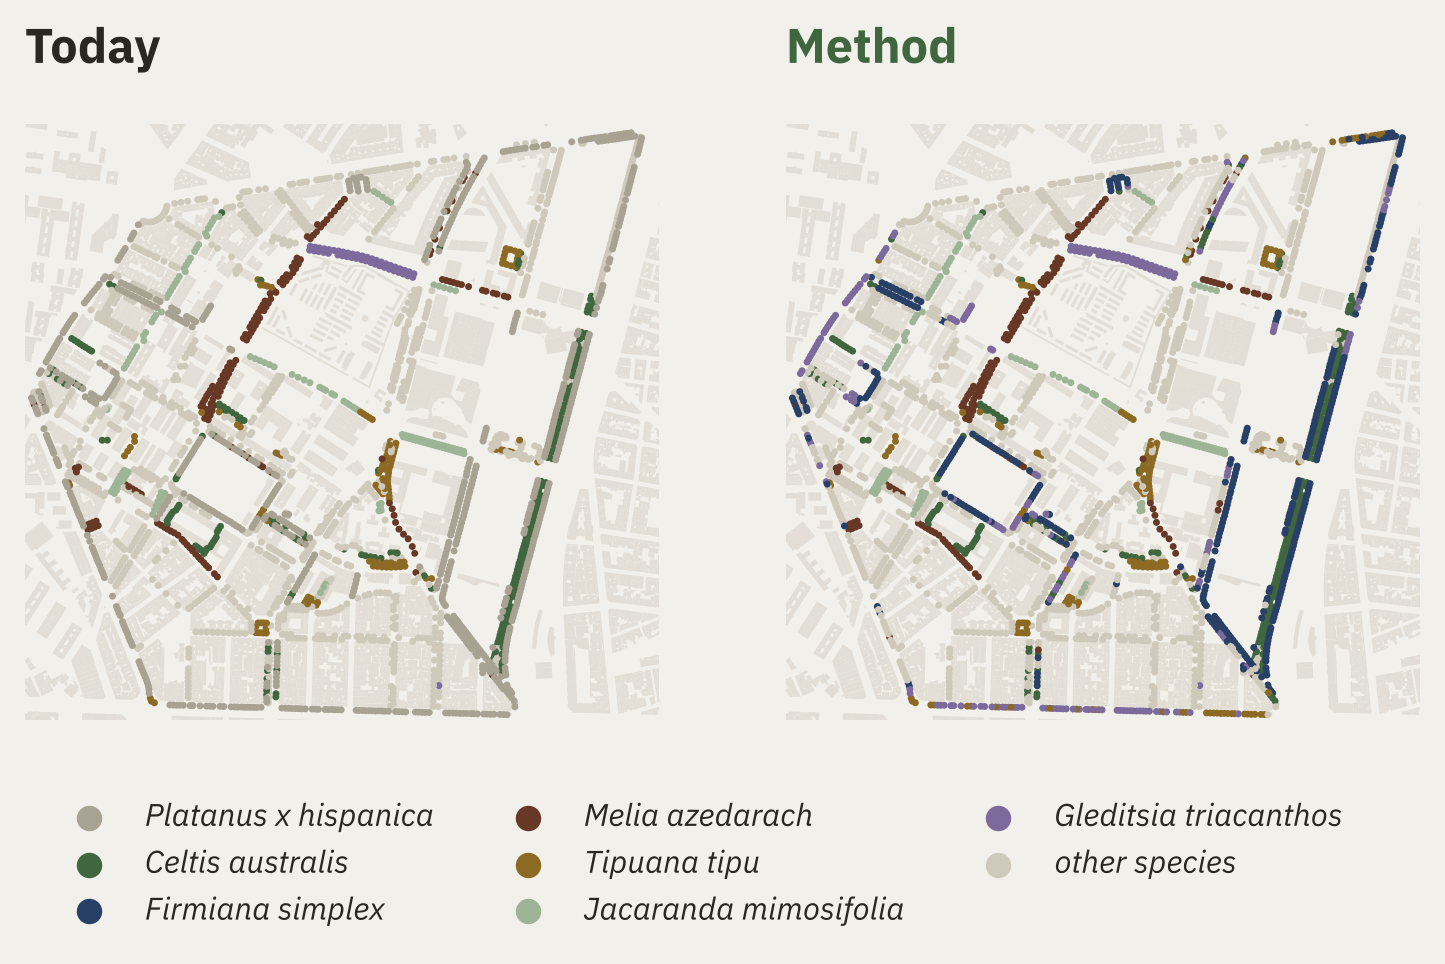 Today
Method
Platanus x hispanica
Melia azedarach
Gleditsia triacanthos
Celtis australis
Tipuana tipu
other species
Firmiana simplex
Jacaranda mimosifolia